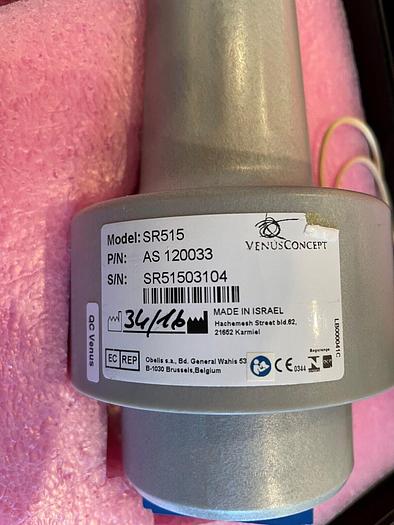 Model: SR515
P/N: AS 120033
S/N: SR51503104
VENUSCONCEPT
34/16
MADE IN ISRAEL
Hachemesh Street bld.62,
21652 Karmiel
EC REP
Obelis s.a., Bd. General Wahis 53
B-1030 Brussels,Belgium
CE 0344
QC Venus
LB000041C